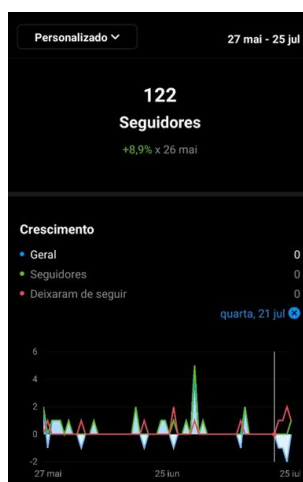 Personalizado
27 mai - 25 jul
122
Seguidores
+8,9% x 26 mai
Crescimento
Geral 0
Seguidores 0
Deixaram de seguir 0
quarta, 21 jul
6
4
2
0
-2
27 mai 25 jun 25 jul